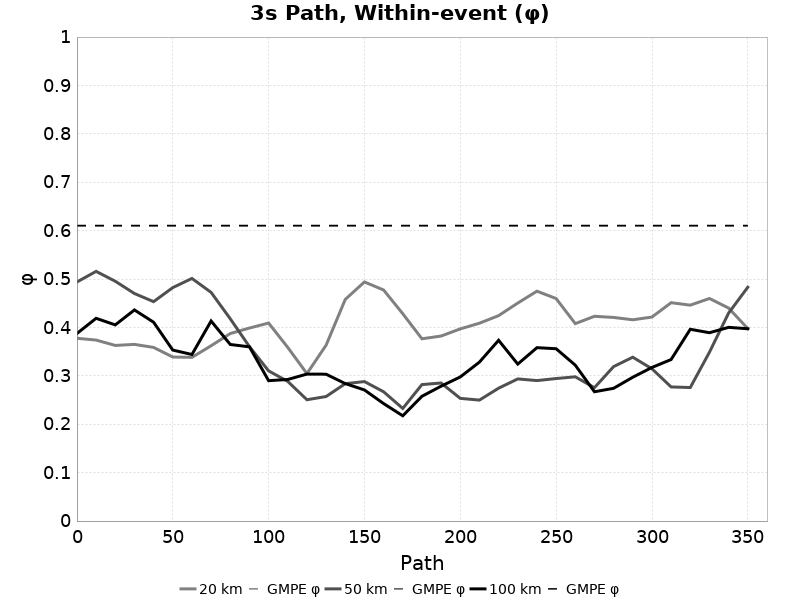 3s Path, Within-event (φ)
1
0.9
0.8
0.7
0.6
0.5
0.4
0.3
0.2
0.1
0
φ
0 50 100 150 200 250 300 350
Path
20 km GMPE φ 50 km GMPE φ 100 km GMPE φ